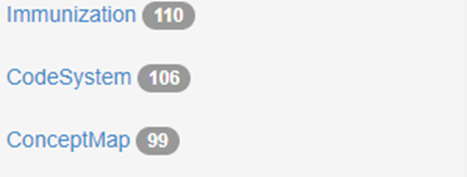 Immunization 110
CodeSystem 106
ConceptMap 99